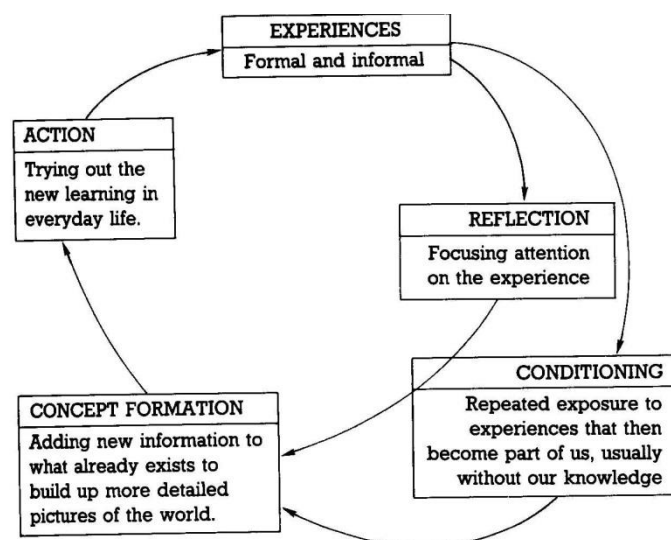 EXPERIENCES
Formal and informal
ACTION
Trying out the
new learning in
everyday life.
REFLECTION
Focusing attention
on the experience
CONDITIONING
Repeated exposure to
experiences that then
become part of us, usually
without our knowledge
CONCEPT FORMATION
Adding new information to
what already exists to
build up more detailed
pictures of the world.